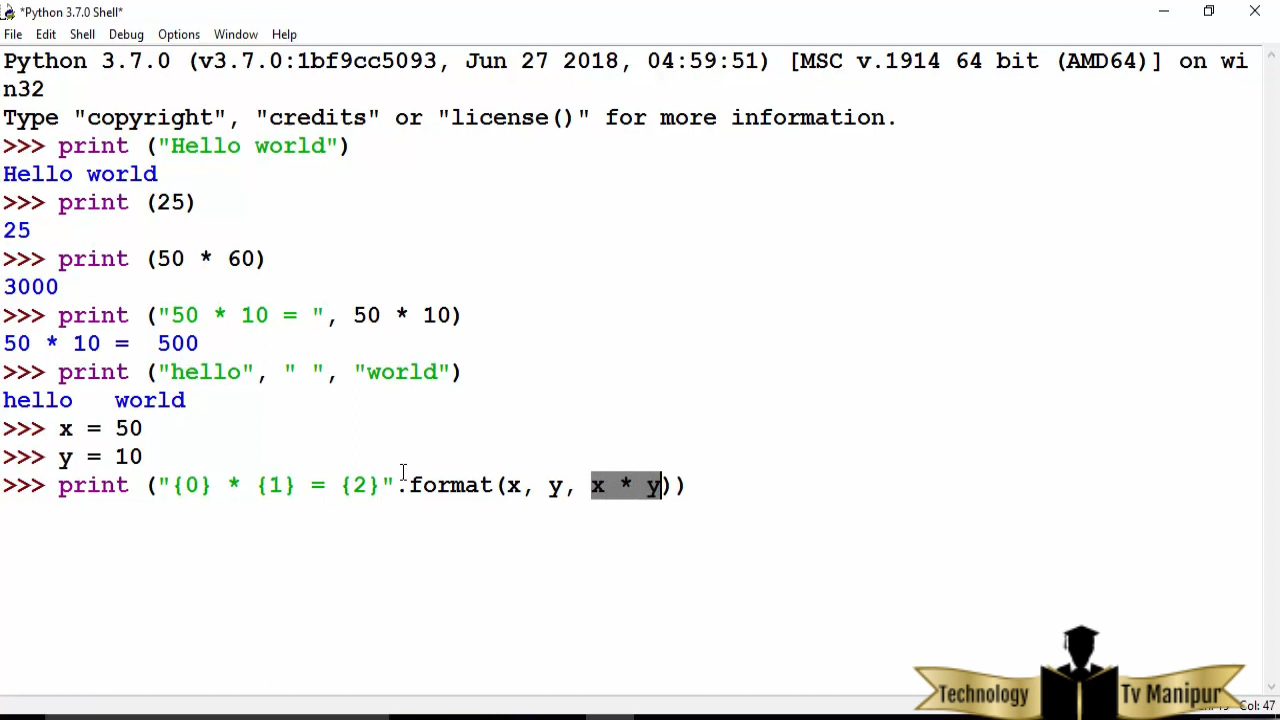 *Python 3.7.0 Shell*
File Edit Shell Debug Options Window Help
Python 3.7.0 (v3.7.0:1bf9cc5093, Jun 27 2018, 04:59:51) [MSC v.1914 64 bit (AMD64)] on wi
n32
Type "copyright", "credits" or "license()" for more information.
>>> print ("Hello world")
Hello world
>>> print (25)
25
>>> print (50 * 60)
3000
>>> print ("50 * 10 = ", 50 * 10)
50 * 10 =  500
>>> print ("hello", " ", "world")
hello   world
>>> x = 50
>>> y = 10
>>> print ("{0} * {1} = {2}".format(x, y, x * y))
Technology Tv Manipur
Col: 47